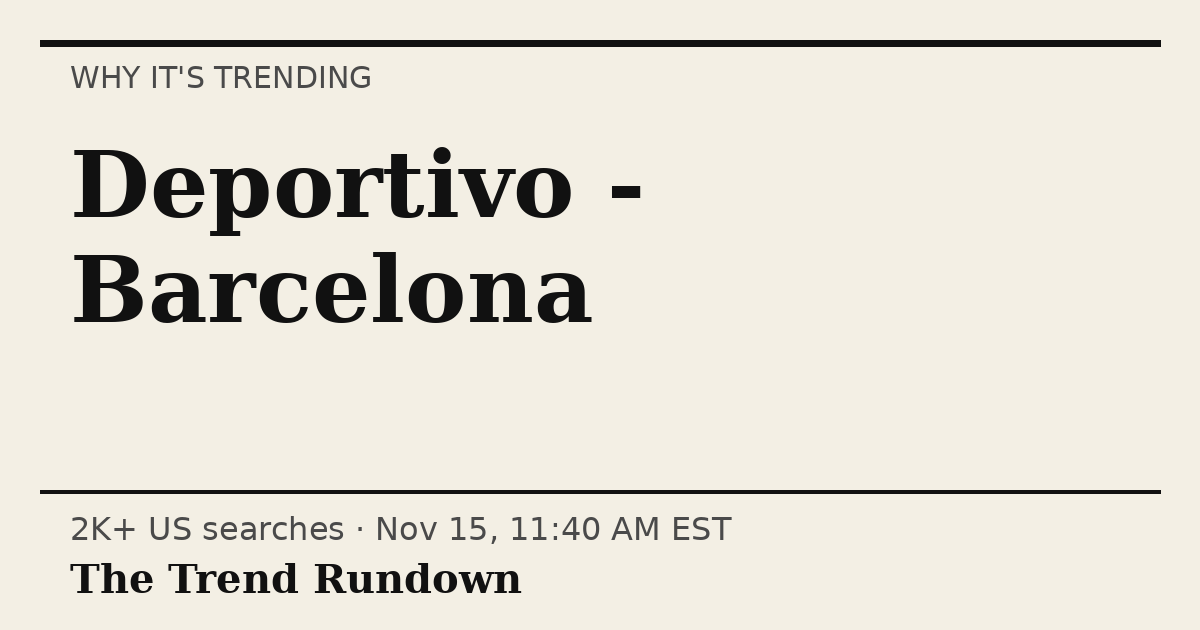 WHY IT'S TRENDING
Deportivo -
Barcelona
2K+ US searches · Nov 15, 11:40 AM EST
The Trend Rundown